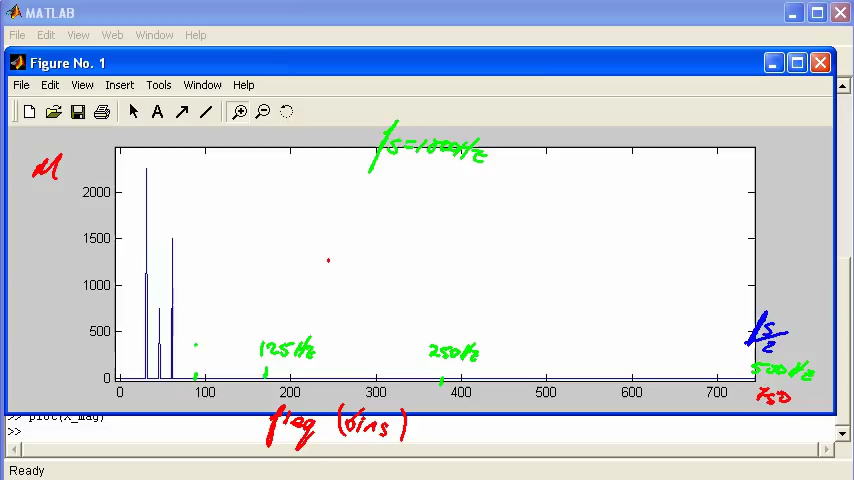 MATLAB
File Edit View Web Window Help
Figure No. 1
File Edit View Insert Tools Window Help
fs=1000Hz
M
2000
1500
1000
500
0
125Hz
250Hz
fs/2
500Hz
750
0 100 200 300 400 500 600 700
freq (bins)
>> plot(x_mag)
>>
Ready